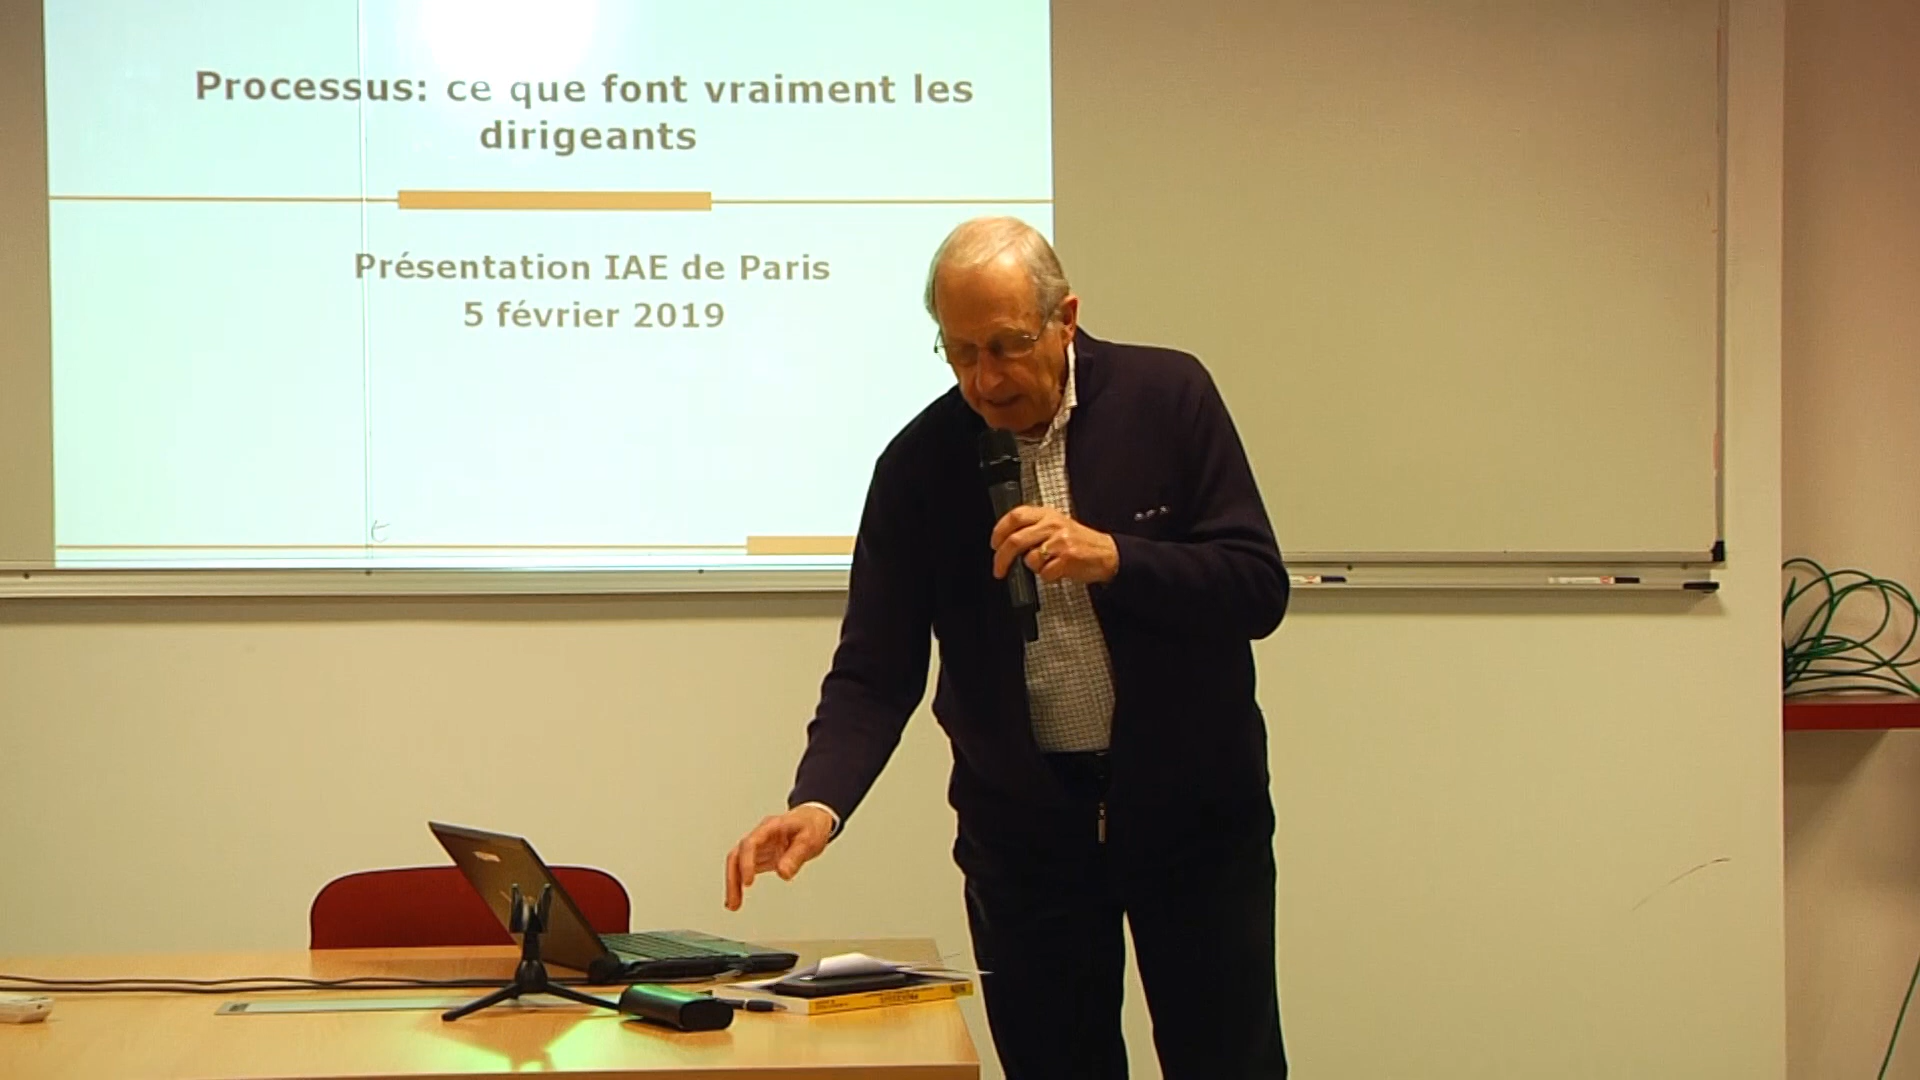 Processus: ce que font vraiment les
dirigeants
Présentation IAE de Paris
5 février 2019